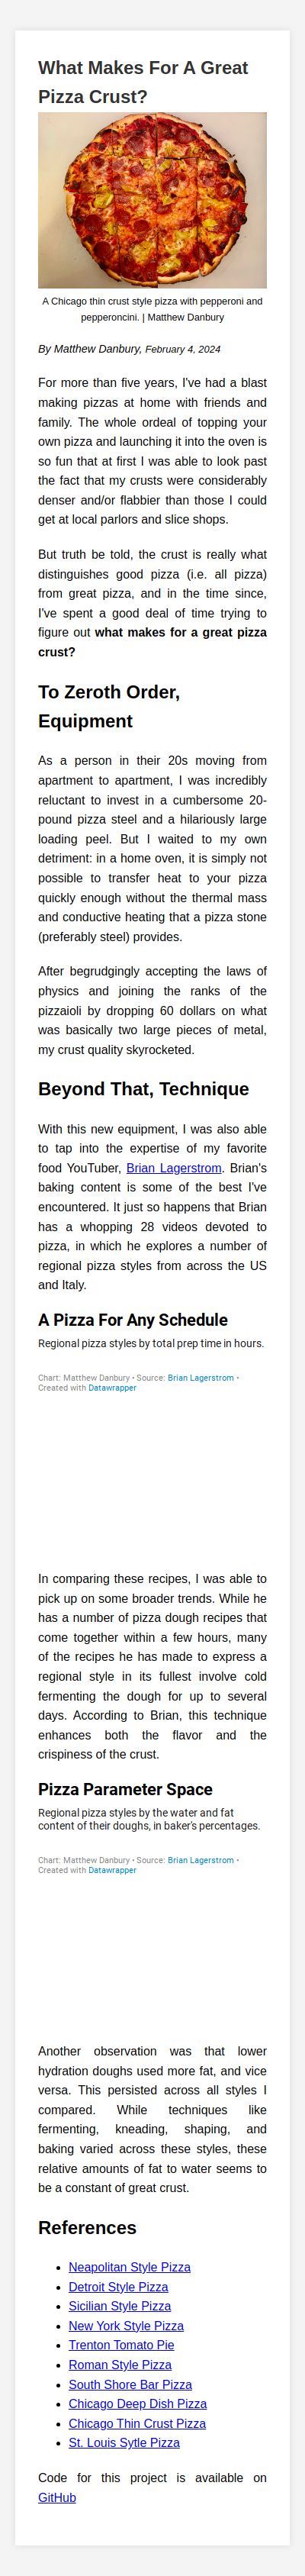 What Makes For A Great
Pizza Crust?
A Chicago thin crust style pizza with pepperoni and
pepperoncini. | Matthew Danbury
By Matthew Danbury, February 4, 2024
For more than five years, I've had a blast
making pizzas at home with friends and
family. The whole ordeal of topping your
own pizza and launching it into the oven is
so fun that at first I was able to look past
the fact that my crusts were considerably
denser and/or flabbier than those I could
get at local parlors and slice shops.
But truth be told, the crust is really what
distinguishes good pizza (i.e. all pizza)
from great pizza, and in the time since,
I've spent a good deal of time trying to
figure out what makes for a great pizza
crust?
To Zeroth Order,
Equipment
As a person in their 20s moving from
apartment to apartment, I was incredibly
reluctant to invest in a cumbersome 20-
pound pizza steel and a hilariously large
loading peel. But I waited to my own
detriment: in a home oven, it is simply not
possible to transfer heat to your pizza
quickly enough without the thermal mass
and conductive heating that a pizza stone
(preferably steel) provides.
After begrudgingly accepting the laws of
physics and joining the ranks of the
pizzaioli by dropping 60 dollars on what
was basically two large pieces of metal,
my crust quality skyrocketed.
Beyond That, Technique
With this new equipment, I was also able
to tap into the expertise of my favorite
food YouTuber, Brian Lagerstrom. Brian's
baking content is some of the best I've
encountered. It just so happens that Brian
has a whopping 28 videos devoted to
pizza, in which he explores a number of
regional pizza styles from across the US
and Italy.
A Pizza For Any Schedule
Regional pizza styles by total prep time in hours.
Chart: Matthew Danbury • Source: Brian Lagerstrom •
Created with Datawrapper
In comparing these recipes, I was able to
pick up on some broader trends. While he
has a number of pizza dough recipes that
come together within a few hours, many
of the recipes he has made to express a
regional style in its fullest involve cold
fermenting the dough for up to several
days. According to Brian, this technique
enhances both the flavor and the
crispiness of the crust.
Pizza Parameter Space
Regional pizza styles by the water and fat
content of their doughs, in baker's percentages.
Chart: Matthew Danbury • Source: Brian Lagerstrom •
Created with Datawrapper
Another observation was that lower
hydration doughs used more fat, and vice
versa. This persisted across all styles I
compared. While techniques like
fermenting, kneading, shaping, and
baking varied across these styles, these
relative amounts of fat to water seems to
be a constant of great crust.
References
• Neapolitan Style Pizza
• Detroit Style Pizza
• Sicilian Style Pizza
• New York Style Pizza
• Trenton Tomato Pie
• Roman Style Pizza
• South Shore Bar Pizza
• Chicago Deep Dish Pizza
• Chicago Thin Crust Pizza
• St. Louis Sytle Pizza
Code for this project is available on
GitHub